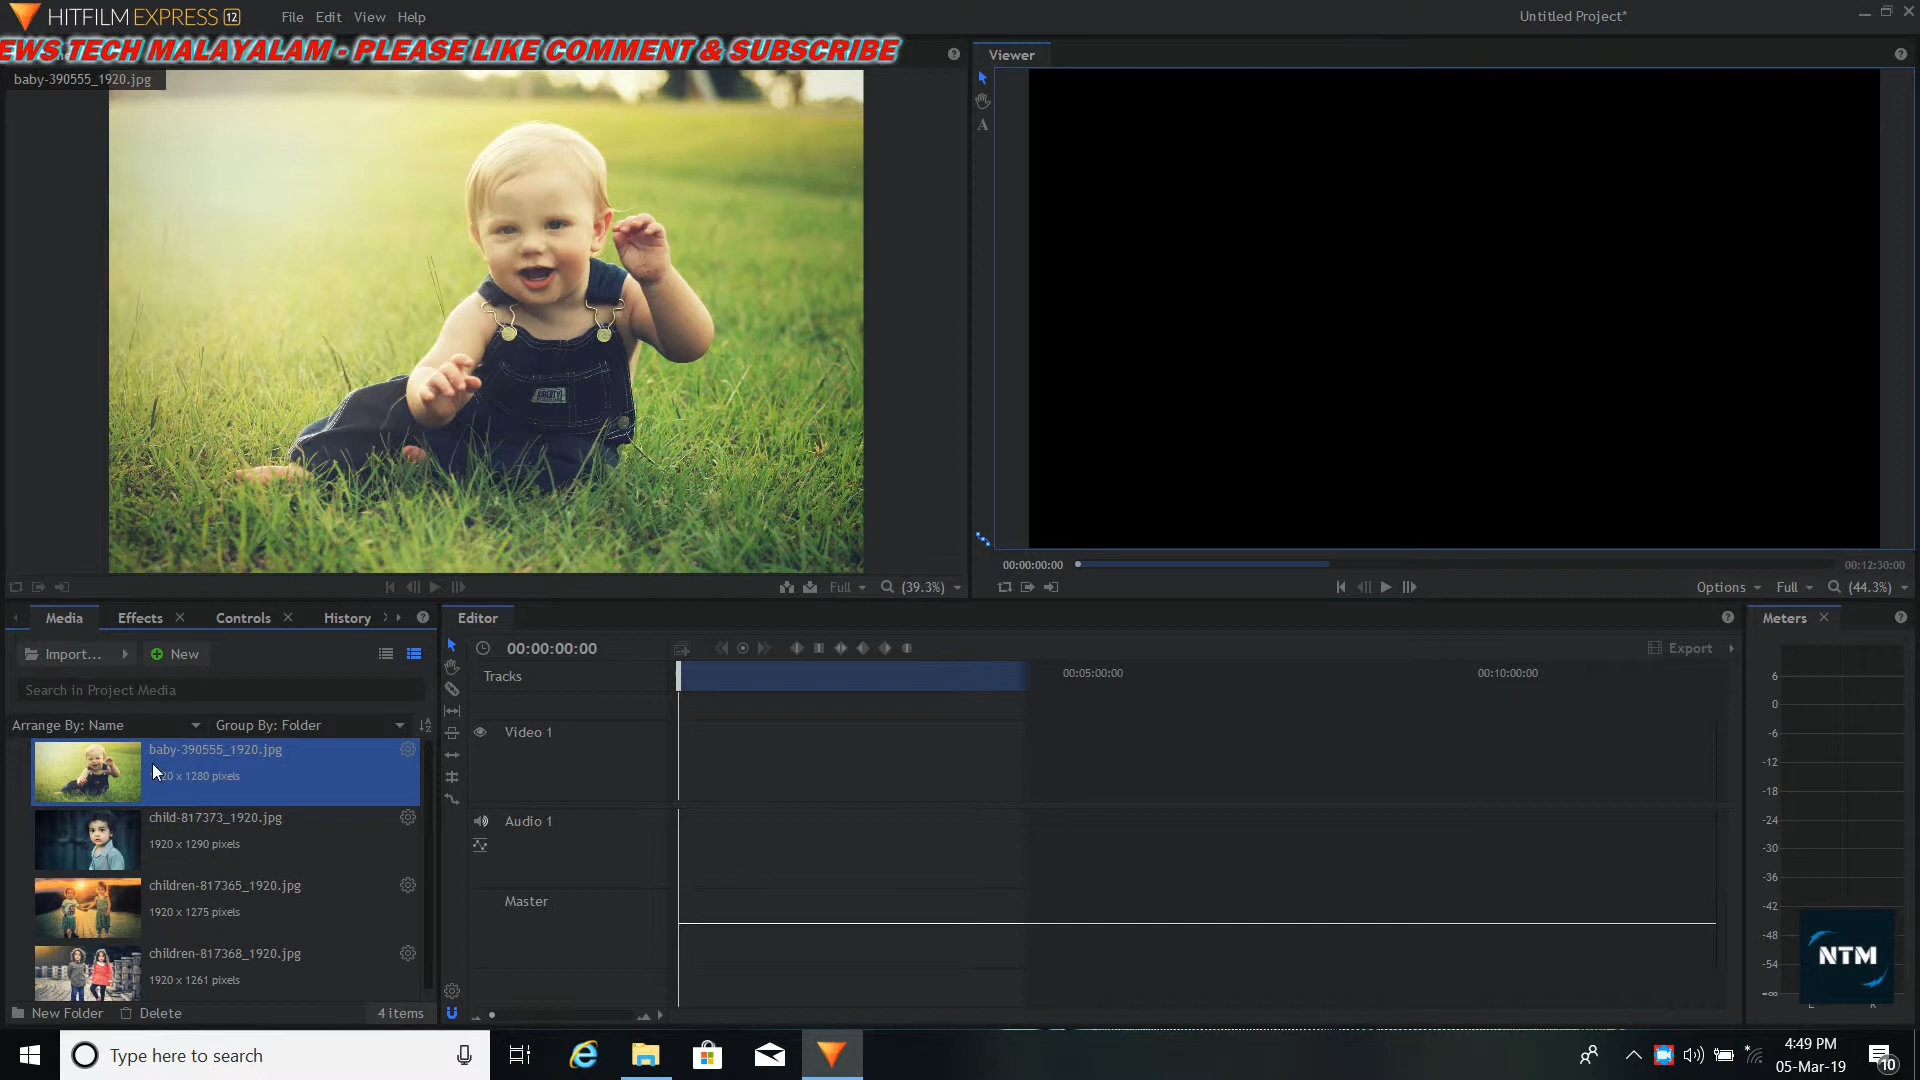 HITFILM EXPRESS 12
File Edit View Help
Untitled Project*
EWS TECH MALAYALAM - PLEASE LIKE COMMENT & SUBSCRIBE
baby-390555_1920.jpg
Viewer
A
Full (39.3%)
00:00:00:00 00:12:30:00
Options Full (44.3%)
Media Effects Controls History
Import... New
Search in Project Media
Arrange By: Name Group By: Folder
baby-390555_1920.jpg
20 x 1280 pixels
child-817373_1920.jpg
1920 x 1290 pixels
children-817365_1920.jpg
1920 x 1275 pixels
children-817368_1920.jpg
1920 x 1261 pixels
New Folder Delete 4 items
Editor
00:00:00:00
Export
Tracks
00:05:00:00 00:10:00:00
Video 1
Audio 1
Master
Meters
6
0
-6
-12
-18
-24
-30
-36
-42
-48
-54
-∞
NTM
L R
Type here to search
4:49 PM
05-Mar-19
10